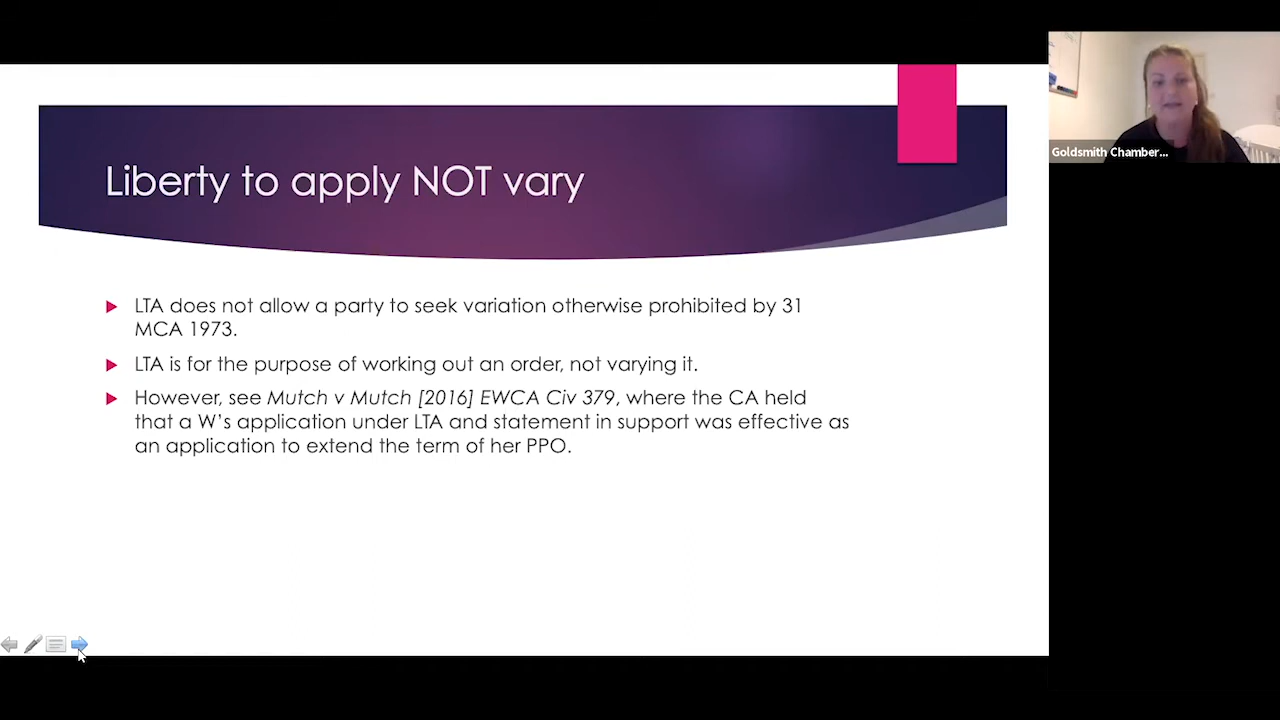 Liberty to apply NOT vary
LTA does not allow a party to seek variation otherwise prohibited by 31
MCA 1973.
LTA is for the purpose of working out an order, not varying it.
However, see Mutch v Mutch [2016] EWCA Civ 379, where the CA held
that a W's application under LTA and statement in support was effective as
an application to extend the term of her PPO.
Goldsmith Chamber...